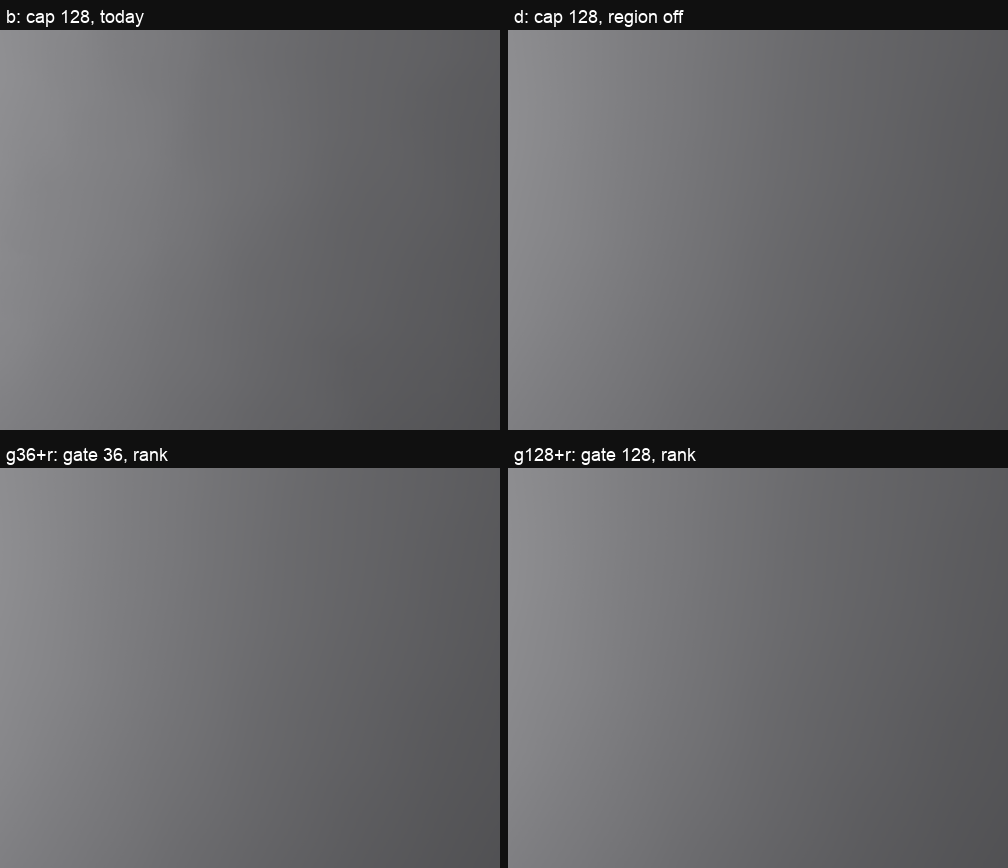 b: cap 128, today
d: cap 128, region off
g36+r: gate 36, rank
g128+r: gate 128, rank